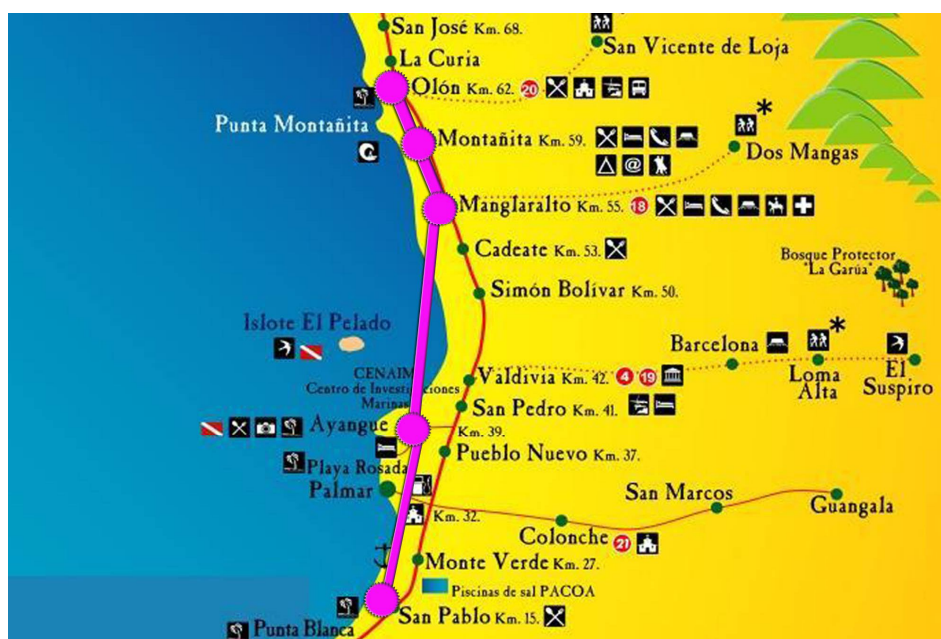 San José Km. 68.
La Curia
San Vicente de Loja
Olón Km. 62. 20
Punta Montañita
Montañita Km. 59.
@
*
Dos Mangas
Manglaralto Km. 55. 18
Cadeate Km. 53.
Bosque Protector
"La Garúa"
Simón Bolívar Km. 50.
Islote El Pelado
Barcelona
*
Loma
Alta
El
Suspiro
CENAIM
Centro de Investigaciones
Marinas
Valdivia Km. 42. 4 19
San Pedro Km. 41.
Ayangue
Km. 39.
Pueblo Nuevo Km. 37.
Playa Rosada
Palmar
San Marcos
Guangala
Km. 32.
Colonche 21
Monte Verde Km. 27.
Piscinas de sal PACOA
San Pablo Km. 15.
Punta Blanca